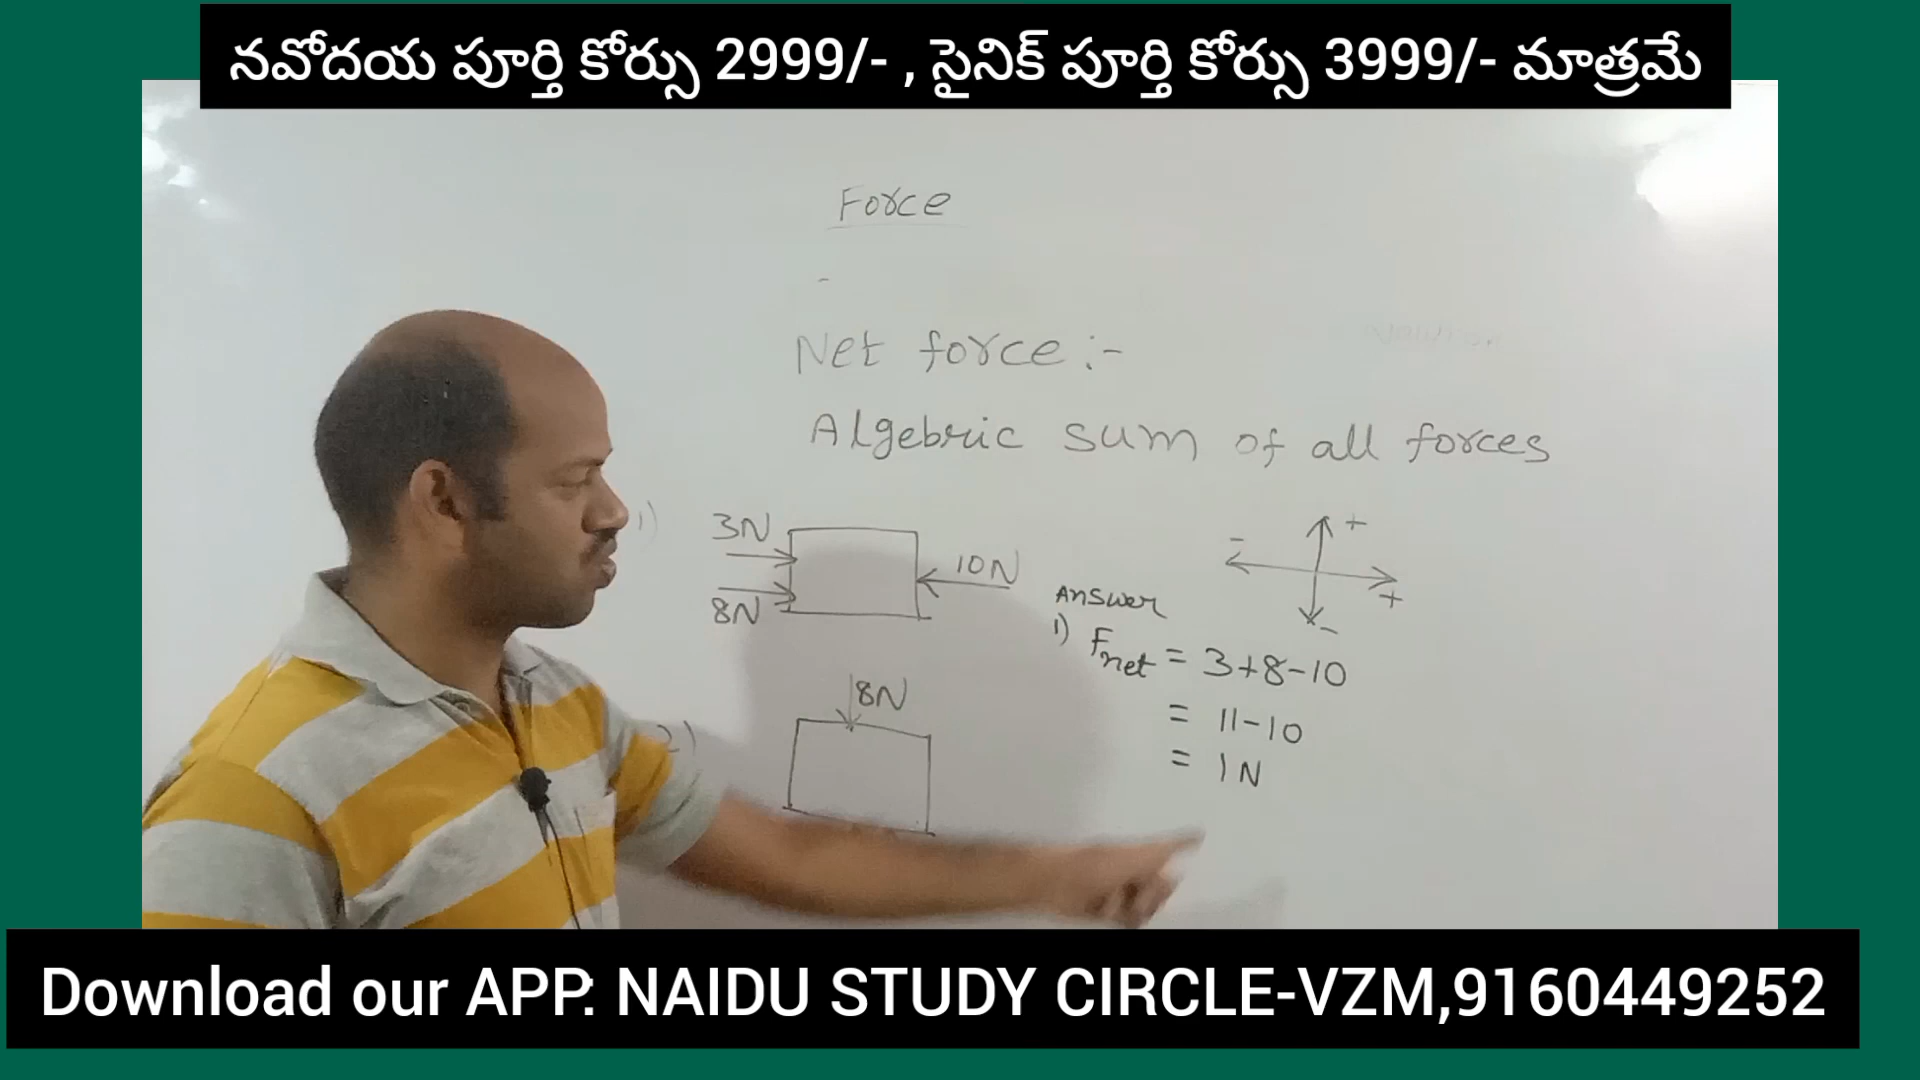 నవోదయ పూర్తి కోర్సు 2999/- , సైనిక్ పూర్తి కోర్సు 3999/- మాత్రమే
Force
-
Net force :-
Algebric sum of all forces
1)
3N
8N
10N
+
-
+
-
Answer
1) Fnet = 3+8-10
= 11-10
= 1N
2)
8N
Download our APP: NAIDU STUDY CIRCLE-VZM,9160449252